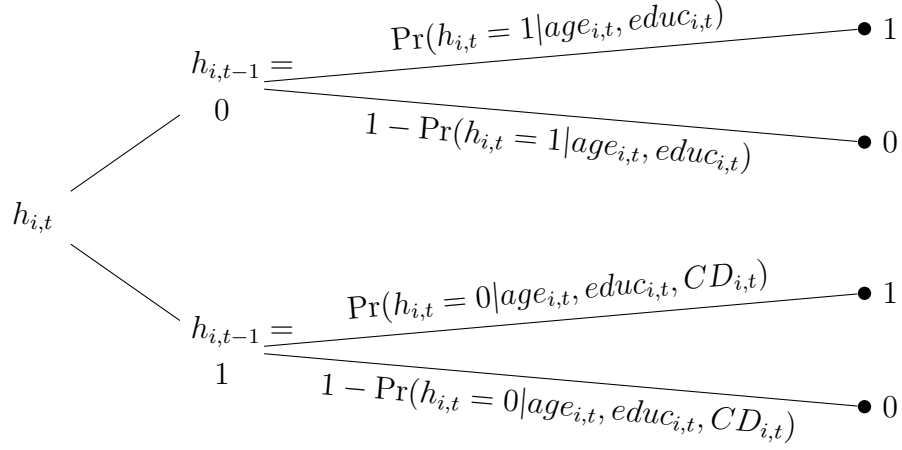 Pr(h_{i,t} = 1|age_{i,t}, educ_{i,t})
1
h_{i,t−1} =
0
1 − Pr(h_{i,t} = 1|age_{i,t}, educ_{i,t})
0
h_{i,t}
Pr(h_{i,t} = 0|age_{i,t}, educ_{i,t}, CD_{i,t})
1
h_{i,t−1} =
1
1 − Pr(h_{i,t} = 0|age_{i,t}, educ_{i,t}, CD_{i,t})
0